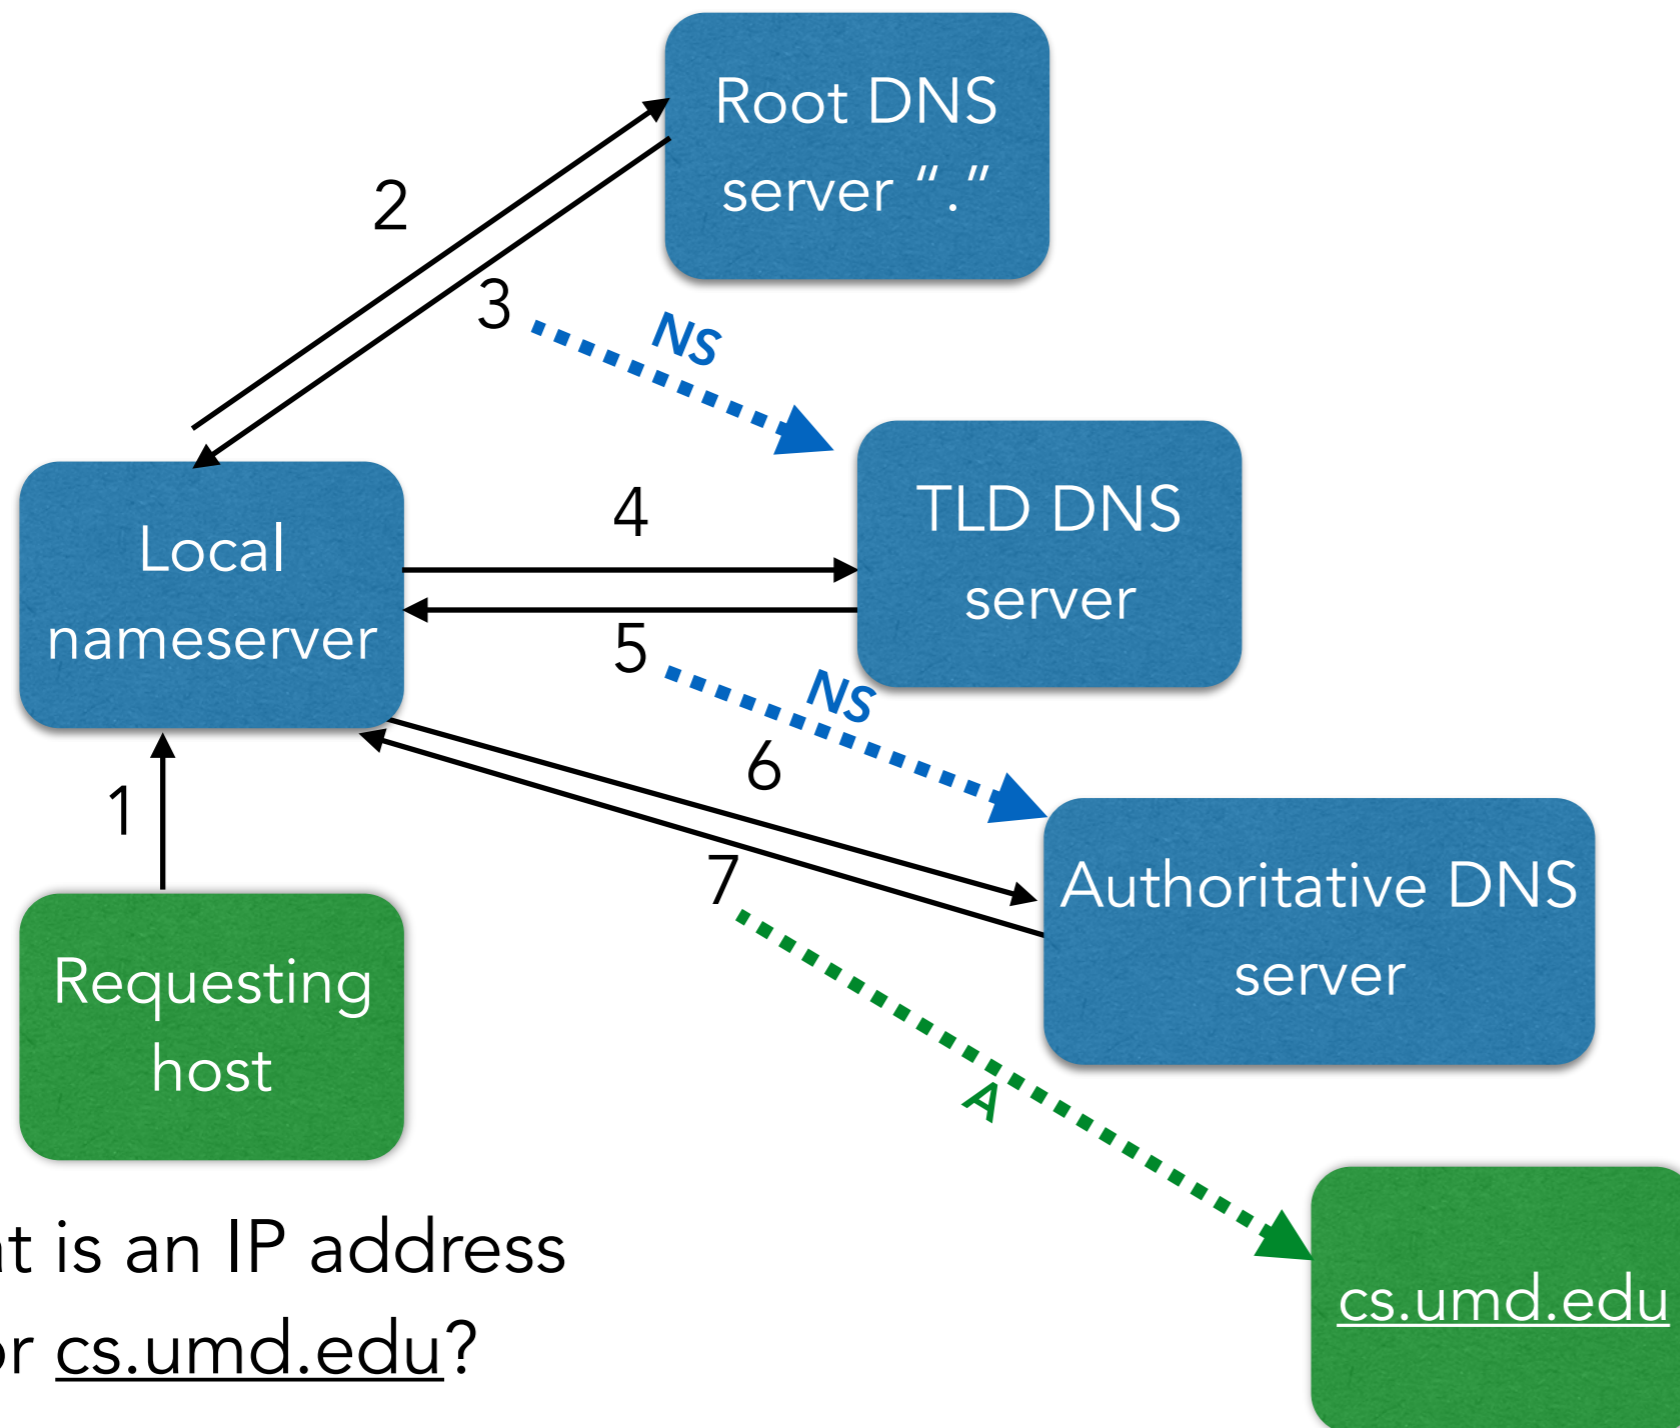 Root DNS
server “.”
2
3
NS
Local
nameserver
4
TLD DNS
server
5
NS
6
1
7
Authoritative DNS
server
Requesting
host
A
is an IP address
cs.umd.edu?
cs.umd.edu